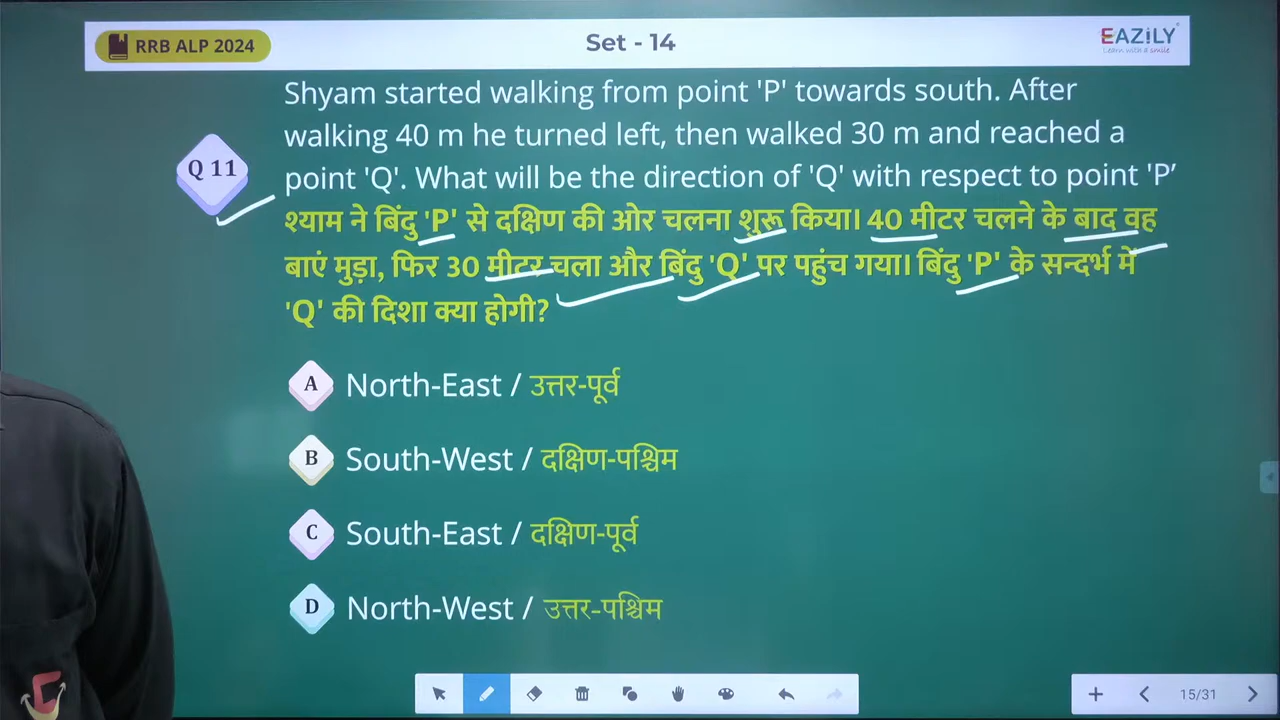 RRB ALP 2024
Set - 14
EAZILY
Learn with a smile
Shyam started walking from point 'P' towards south. After
walking 40 m he turned left, then walked 30 m and reached a
Q 11
point 'Q'. What will be the direction of 'Q' with respect to point 'P'
श्याम ने बिंदु 'P' से दक्षिण की ओर चलना शुरू किया। 40 मीटर चलने के बाद वह
बाएं मुड़ा, फिर 30 मीटर चला और बिंदु 'Q' पर पहुंच गया। बिंदु 'P' के सन्दर्भ में
'Q' की दिशा क्या होगी?
A North-East / उत्तर-पूर्व
B South-West / दक्षिण-पश्चिम
C South-East / दक्षिण-पूर्व
D North-West / उत्तर-पश्चिम
15/31